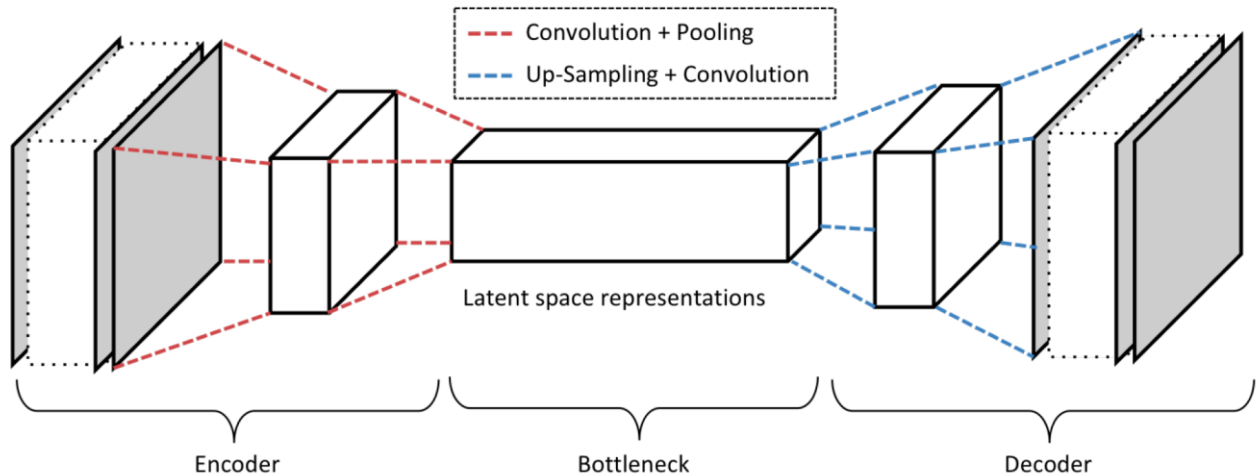 Convolution + Pooling
Up-Sampling + Convolution
Latent space representations
Encoder
Bottleneck
Decoder